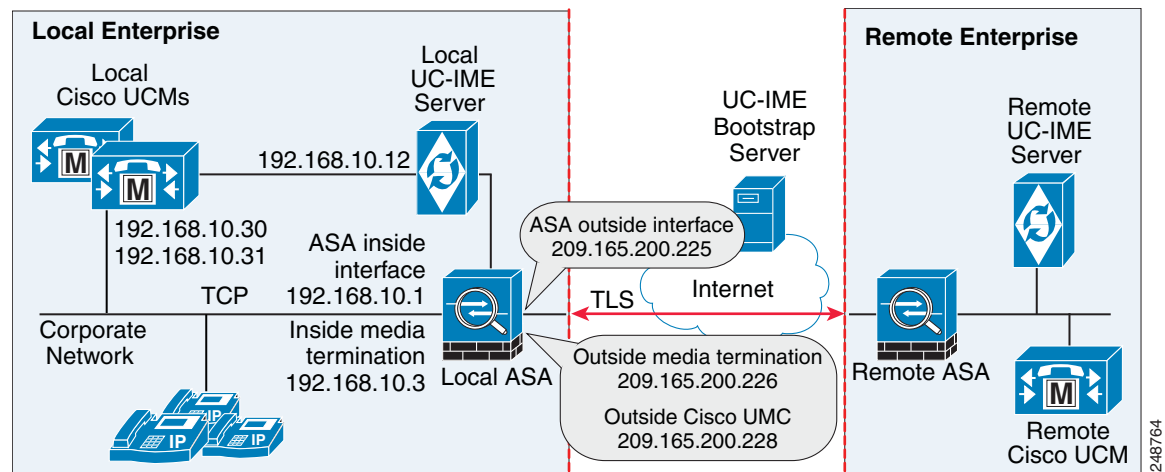 Local Enterprise
Local
Cisco UCMs
M
M
Local
UC-IME
Server
192.168.10.12
192.168.10.30
192.168.10.31
ASA inside
interface
192.168.10.1
TCP
Corporate
Network
Inside media
termination
192.168.10.3
Local ASA
IP
IP
IP
UC-IME
Bootstrap
Server
ASA outside interface
209.165.200.225
TLS
Internet
Outside media termination
209.165.200.226
Outside Cisco UMC
209.165.200.228
Remote Enterprise
Remote
UC-IME
Server
Remote ASA
M
Remote
Cisco UCM
248764